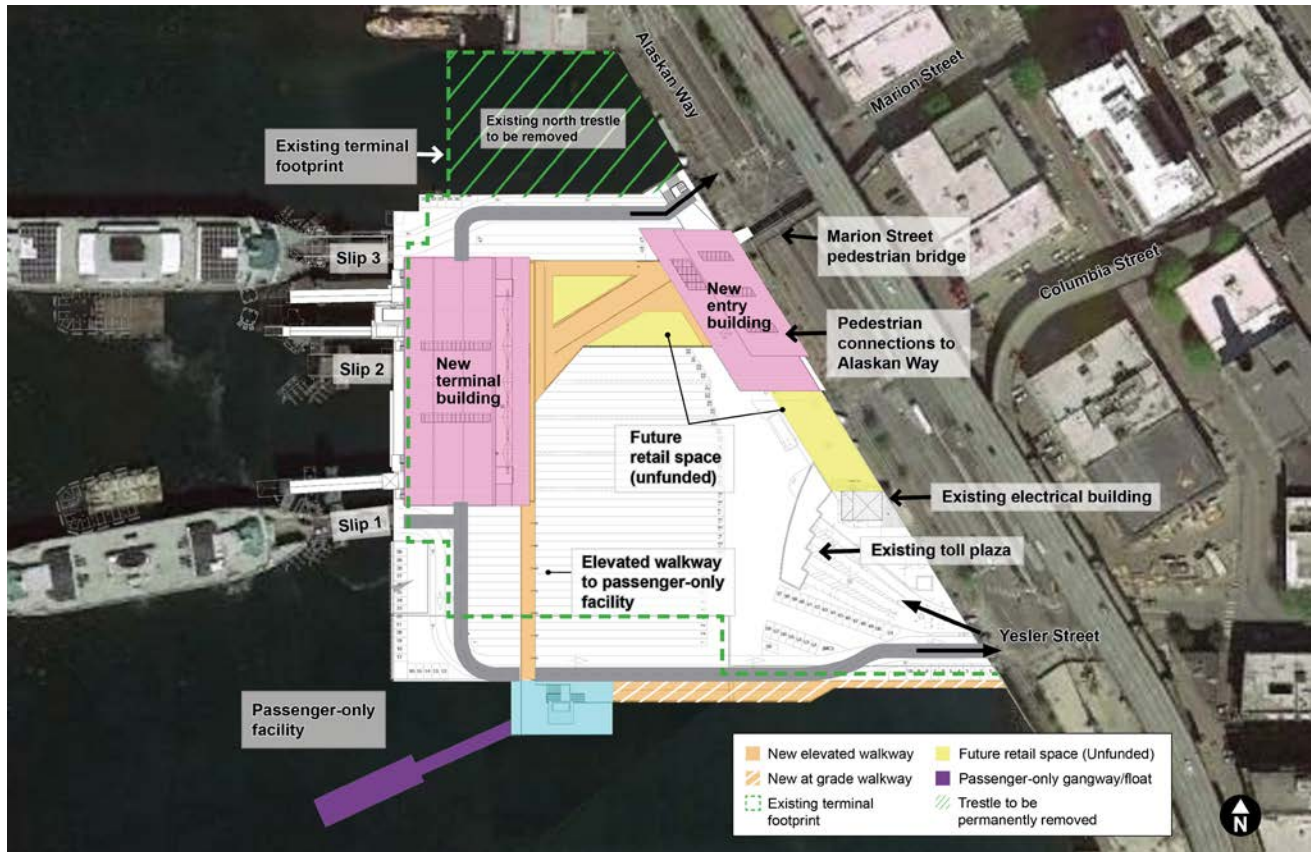 Alaskan Way
Marion Street
Existing north trestle
to be removed
Existing terminal
footprint
Slip 3
Marion Street
pedestrian bridge
Columbia Street
New
entry
building
Pedestrian
connections to
Alaskan Way
Slip 2
New
terminal
building
Future
retail space
(unfunded)
Existing electrical building
Slip 1
Existing toll plaza
Elevated walkway
to passenger-only
facility
Yesler Street
Passenger-only
facility
New elevated walkway
New at grade walkway
Existing terminal
footprint
Future retail space (Unfunded)
Passenger-only gangway/float
Trestle to be
permanently removed
N